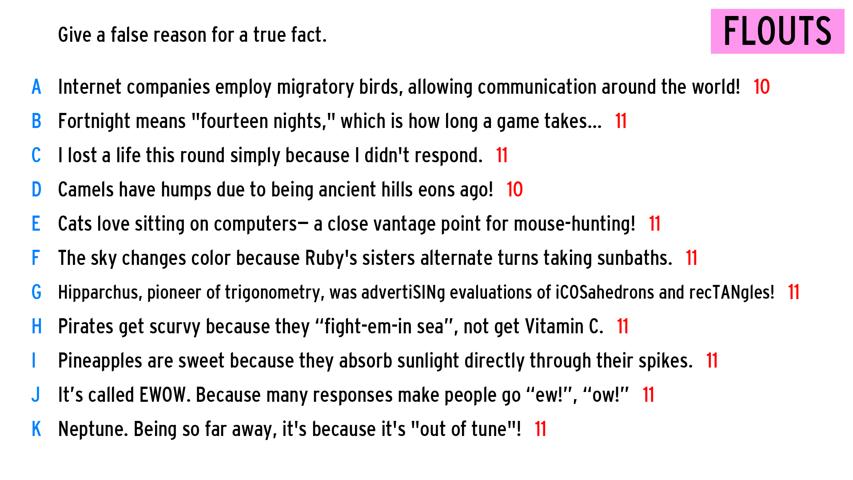 Give a false reason for a true fact.
FLOUTS
A Internet companies employ migratory birds, allowing communication around the world! 10
B Fortnight means "fourteen nights," which is how long a game takes... 11
C I lost a life this round simply because I didn't respond. 11
D Camels have humps due to being ancient hills eons ago! 10
E Cats love sitting on computers— a close vantage point for mouse-hunting! 11
F The sky changes color because Ruby's sisters alternate turns taking sunbaths. 11
G Hipparchus, pioneer of trigonometry, was advertiSINg evaluations of iCOSahedrons and recTANgles! 11
H Pirates get scurvy because they “fight-em-in sea”, not get Vitamin C. 11
I Pineapples are sweet because they absorb sunlight directly through their spikes. 11
J It’s called EWOW. Because many responses make people go “ew!”, “ow!” 11
K Neptune. Being so far away, it's because it's "out of tune"! 11